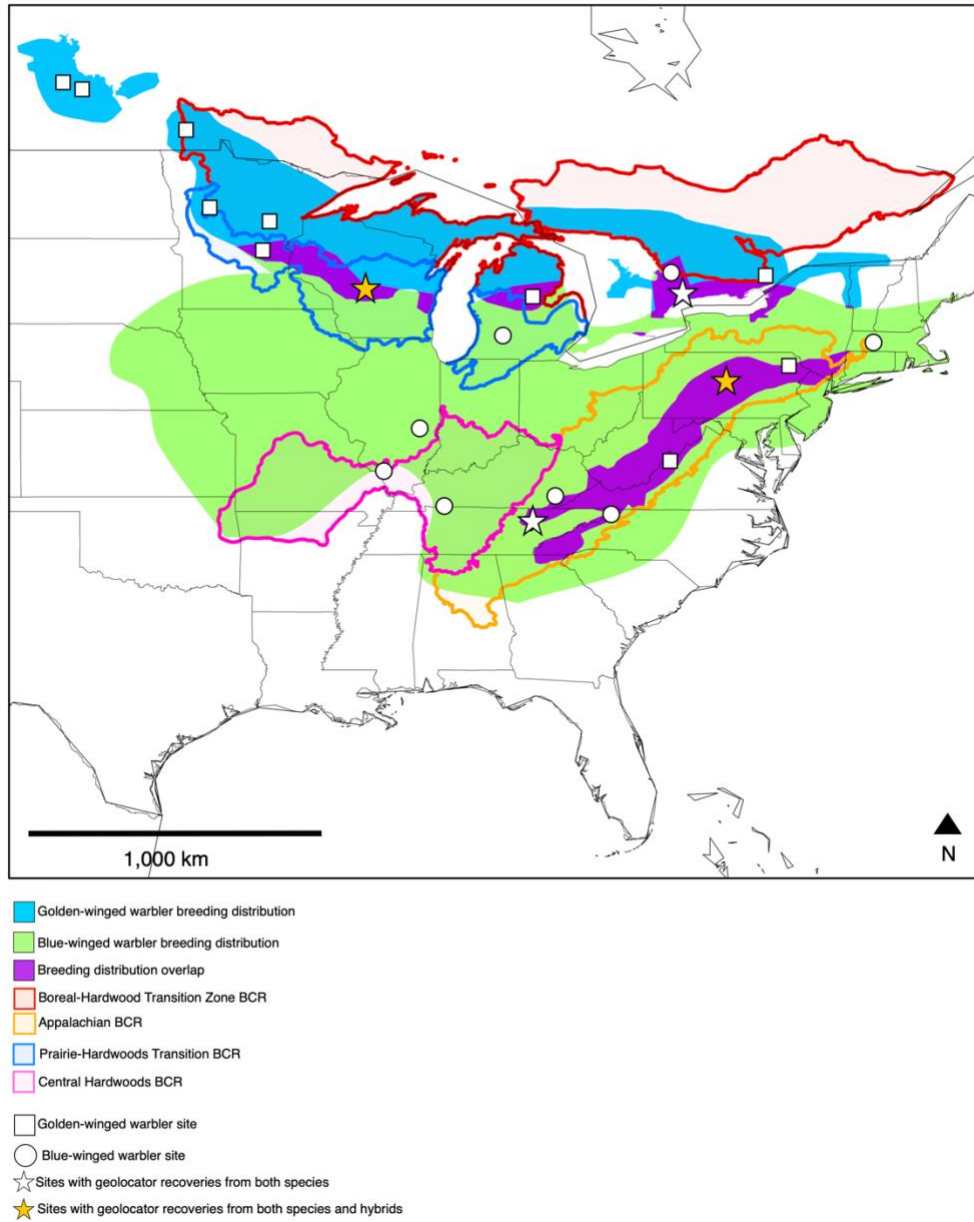 1,000 km
N
Golden-winged warbler breeding distribution
Blue-winged warbler breeding distribution
Breeding distribution overlap
Boreal-Hardwood Transition Zone BCR
Appalachian BCR
Prairie-Hardwoods Transition BCR
Central Hardwoods BCR
Golden-winged warbler site
Blue-winged warbler site
Sites with geolocator recoveries from both species
Sites with geolocator recoveries from both species and hybrids